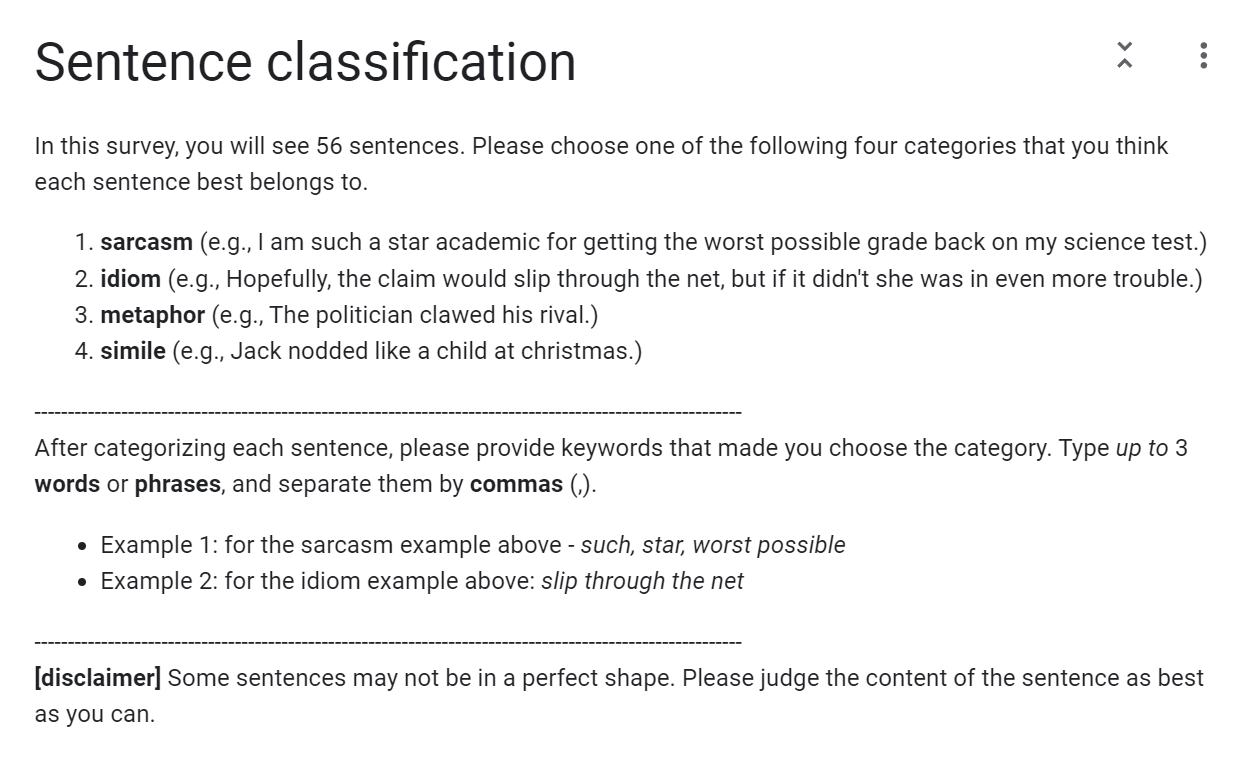 Sentence classification
In this survey, you will see 56 sentences. Please choose one of the following four categories that you think
each sentence best belongs to.
1. sarcasm (e.g., I am such a star academic for getting the worst possible grade back on my science test.)
2. idiom (e.g., Hopefully, the claim would slip through the net, but if it didn't she was in even more trouble.)
3. metaphor (e.g., The politician clawed his rival.)
4. simile (e.g., Jack nodded like a child at christmas.)
----------------------------------------------------------------------------------------------------------
After categorizing each sentence, please provide keywords that made you choose the category. Type up to 3
words or phrases, and separate them by commas (,).
• Example 1: for the sarcasm example above - such, star, worst possible
• Example 2: for the idiom example above: slip through the net
----------------------------------------------------------------------------------------------------------
[disclaimer] Some sentences may not be in a perfect shape. Please judge the content of the sentence as best
as you can.